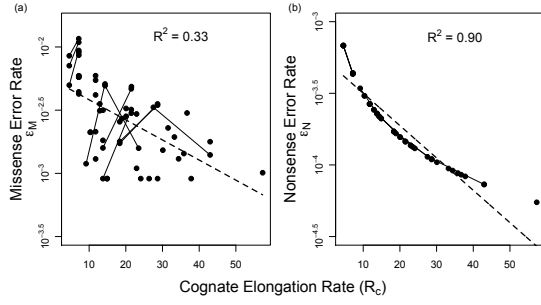 (a)
R² = 0.33
Missense Error Rate
ε_M
10⁻²
10⁻²·⁵
10⁻³
10⁻³·⁵
10 20 30 40 50
(b)
R² = 0.90
Nonsense Error Rate
ε_N
10⁻³
10⁻³·⁵
10⁻⁴
10⁻⁴·⁵
10 20 30 40 50
Cognate Elongation Rate (R_c)